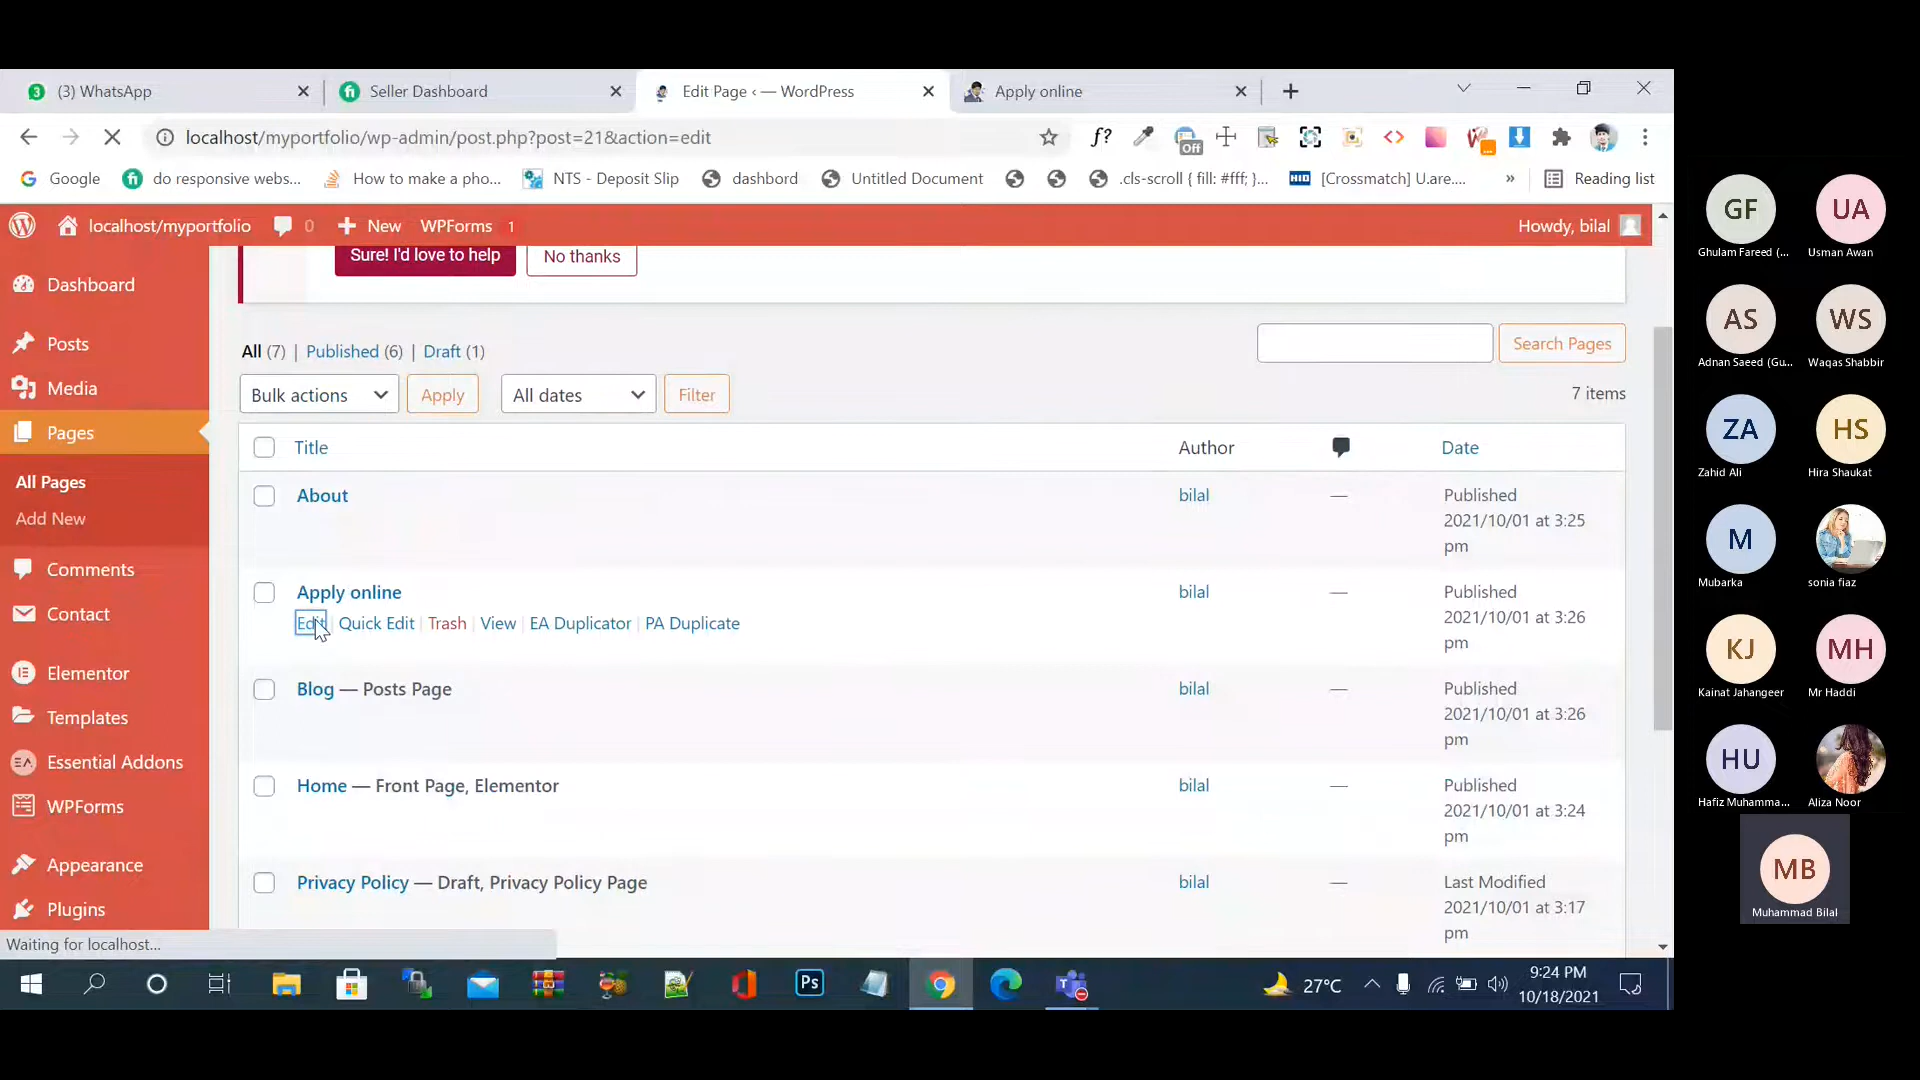 (3) WhatsApp
Seller Dashboard
Edit Page ‹ — WordPress
Apply online
localhost/myportfolio/wp-admin/post.php?post=21&action=edit
f?
Off
Google
do responsive webs...
How to make a pho...
NTS - Deposit Slip
dashbord
Untitled Document
.cls-scroll { fill: #fff; }...
HID
[Crossmatch] U.are....
»
Reading list
localhost/myportfolio
0
New
WPForms 1
Howdy, bilal
Sure! I'd love to help
No thanks
Dashboard
Posts
Media
Pages
All Pages
Add New
Comments
Contact
Elementor
Templates
Essential Addons
WPForms
Appearance
Plugins
All (7) | Published (6) | Draft (1)
Search Pages
Bulk actions
Apply
All dates
Filter
7 items
Title
Author
Date
About
bilal
—
Published
2021/10/01 at 3:25
pm
Apply online
Edit | Quick Edit | Trash | View | EA Duplicator | PA Duplicate
bilal
—
Published
2021/10/01 at 3:26
pm
Blog — Posts Page
bilal
—
Published
2021/10/01 at 3:26
pm
Home — Front Page, Elementor
bilal
—
Published
2021/10/01 at 3:24
pm
Privacy Policy — Draft, Privacy Policy Page
bilal
—
Last Modified
2021/10/01 at 3:17
pm
Waiting for localhost...
Ps
27°C
9:24 PM
10/18/2021
GF
Ghulam Fareed (...
UA
Usman Awan
AS
Adnan Saeed (Gu...
WS
Waqas Shabbir
ZA
Zahid Ali
HS
Hira Shaukat
M
Mubarka
sonia fiaz
KJ
Kainat Jahangeer
MH
Mr Haddi
HU
Hafiz Muhamma...
Aliza Noor
MB
Muhammad Bilal